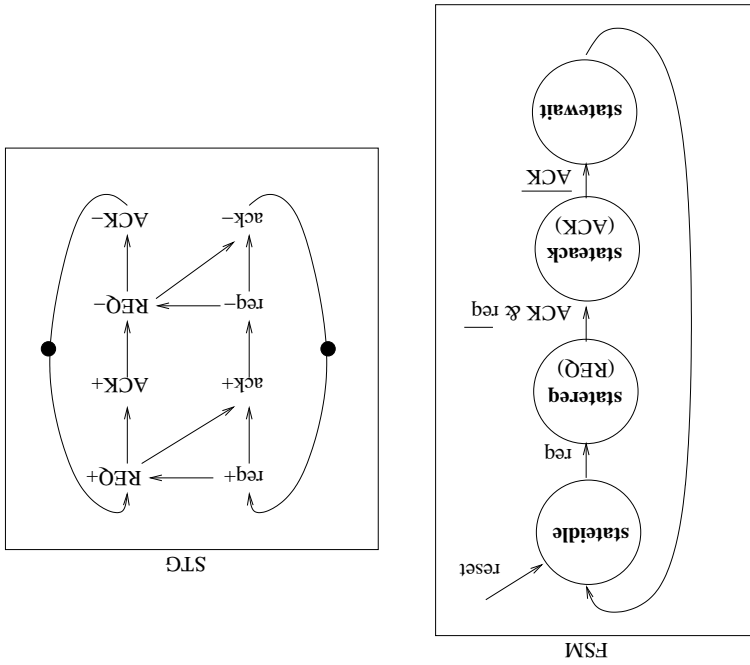 FSM
reset
stateidle
req
statereq
(REQ)
ACK & req
stateack
(ACK)
ACK
statewait
STG
req+
REQ+
ack+
ACK+
req−
REQ−
ack−
ACK−